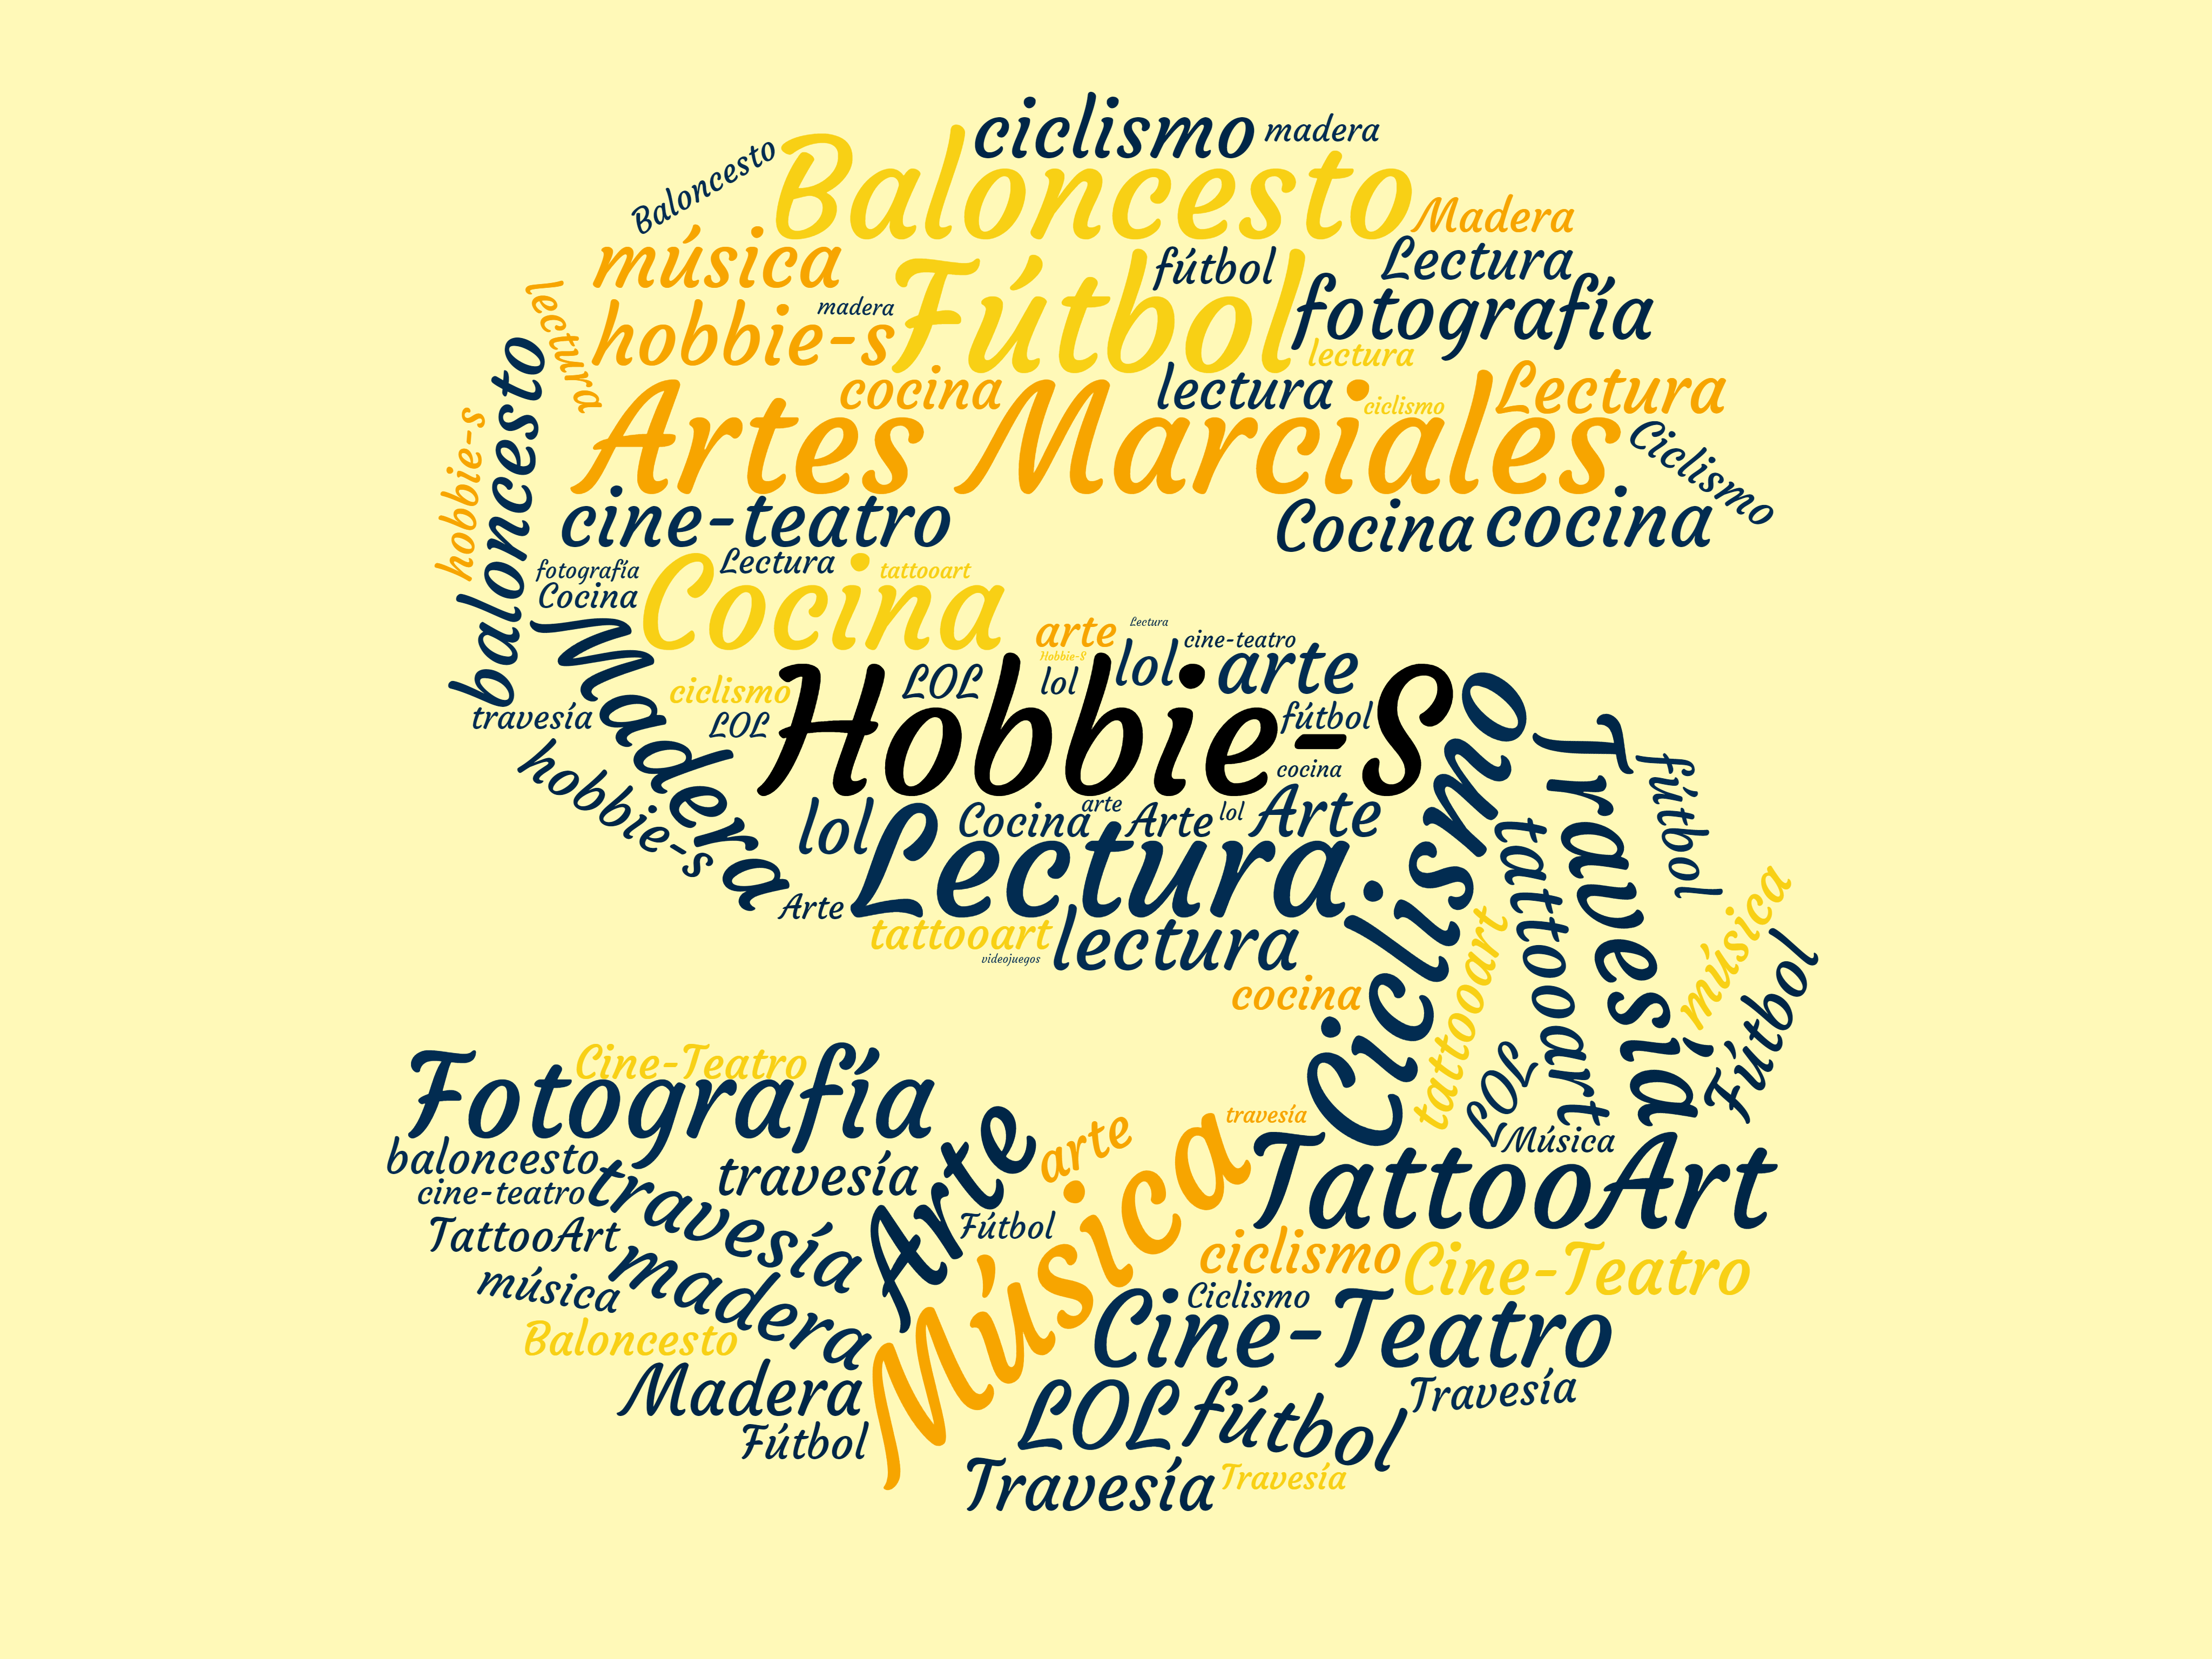 ciclismo
madera
Baloncesto
Baloncesto
Madera
música
fútbol
Lectura
Fútbol
fotografía
madera
hobbie-s
lectura
lectura
cocina
lectura
ciclismo
Lectura
Artes Marciales
Ciclismo
hobbie-s
baloncesto
cine-teatro
Cocina
cocina
fotografía
Lectura
tattooart
Cocina
Cocina
Madera
arte
Lectura
cine-teatro
Hobbie-S
lol
lol
arte
ciclismo
LOL
LOL
Hobbie-S
fútbol
travesía
cocina
hobbie-s
lol
Cocina
arte
Arte
lol
Arte
Lectura
Arte
tattooart
lectura
videojuegos
cocina
Ciclismo
tattooart
tattooart
Travesía
fútbol
música
Fútbol
LOL
Cine-Teatro
Fotografía
baloncesto
travesía
cine-teatro
travesía
Arte
arte
travesía
Música
TattooArt
TattooArt
Fútbol
Música
música
madera
ciclismo
Cine-Teatro
Ciclismo
Cine-Teatro
Baloncesto
Madera
Fútbol
LOL
fútbol
Travesía
Travesía
Travesía